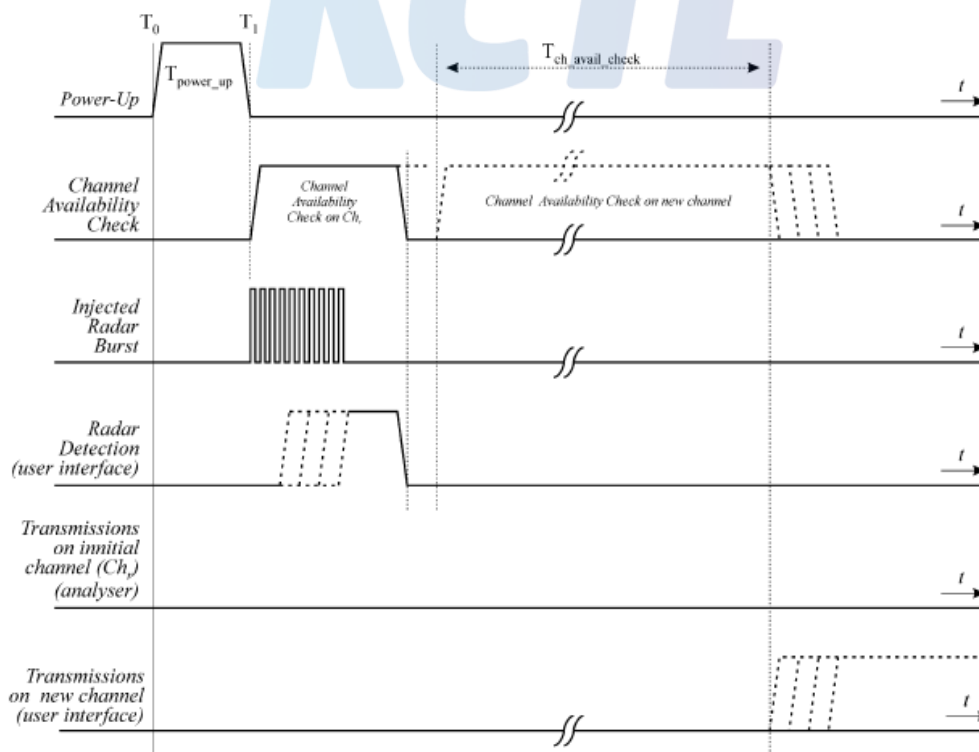 KCTL
T0
T1
Tpower_up
Tch_avail_check
Power-Up
t
Channel
Availability
Check
Channel
Availability
Check on Chr
Channel Availability Check on new channel
t
Injected
Radar
Burst
t
Radar
Detection
(user interface)
t
Transmissions
on innitial
channel (Chr)
(analyser)
t
Transmissions
on new channel
(user interface)
t